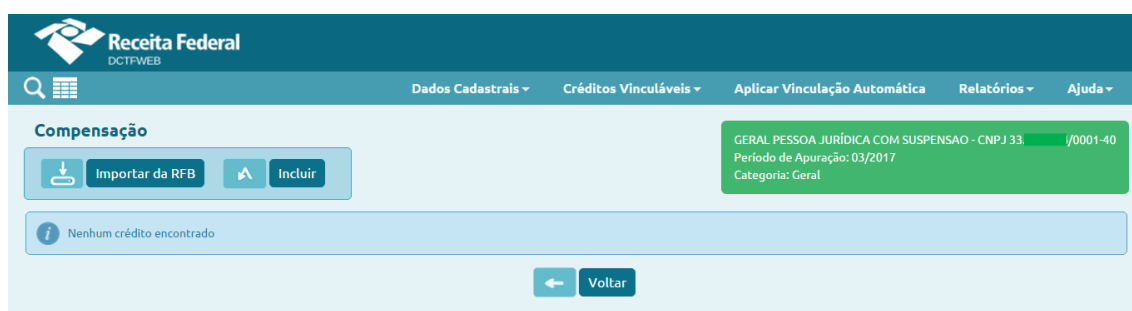 Receita Federal
DCTFWEB
Dados Cadastrais Créditos Vinculáveis Aplicar Vinculação Automática Relatórios Ajuda
Compensação
GERAL PESSOA JURÍDICA COM SUSPENSAO - CNPJ 33. /0001-40
Período de Apuração: 03/2017
Categoria: Geral
Importar da RFB Incluir
i Nenhum crédito encontrado
Voltar